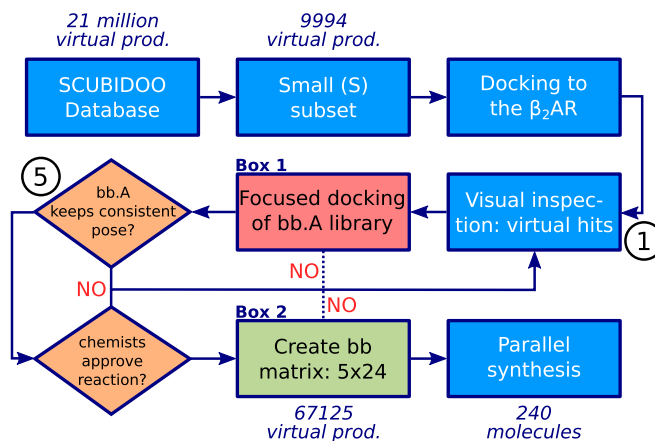 21 million
virtual prod.
9994
virtual prod.
SCUBIDOO
Database
Small (S)
subset
Docking to
the β₂AR
5
bb.A
keeps consistent
pose?
Box 1
Focused docking
of bb.A library
Visual inspec-
tion: virtual hits
1
NO
NO
NO
chemists
approve
reaction?
Box 2
Create bb
matrix: 5x24
Parallel
synthesis
67125
virtual prod.
240
molecules